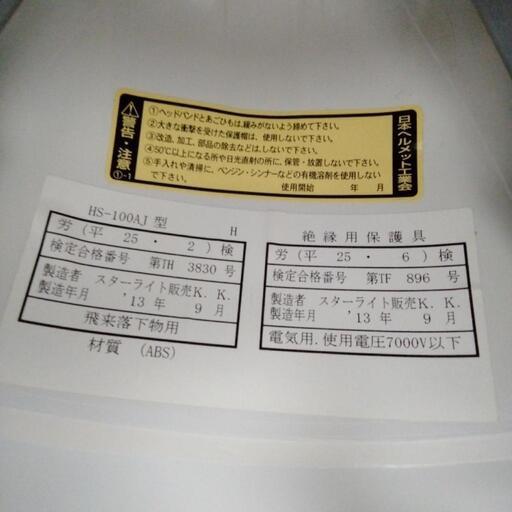 警告・注意
①-1
①ヘッドバンドとあごひもは、緩みがないよう締めて下さい。
②大きな衝撃を受けた保護帽は、使用しないで下さい。
③改造、加工、部品の除去などは、しないで下さい。
④50℃以上になる所や日光直射の所に、保管・放置しないで下さい。
⑤手入れや清掃に、ベンジン・シンナーなどの有機溶剤を使用しない
で下さい。
使用開始 年 月
日本ヘルメット工業会
HS-100AJ 型 H
労（平 25 ・ 2 ）検
検定合格番号 第TH 3830 号
製造者 スターライト販売K.K.
製造年月 '13 年 9 月
飛来落下物用
材質 (ABS)
絶縁用保護具
労（平 25 ・ 6 ）検
検定合格番号 第TF 896 号
製造者 スターライト販売K.K.
製造年月 '13 年 9 月
電気用.使用電圧7000V以下